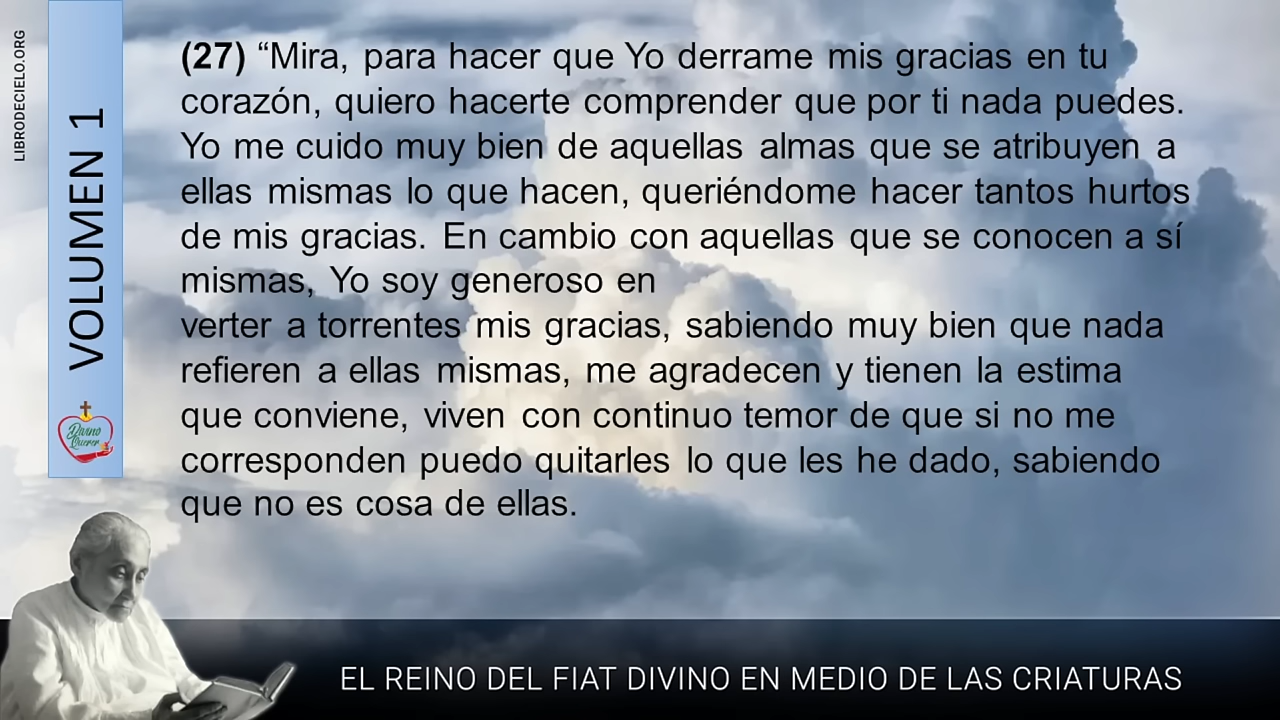 LIBRODECIELO.ORG
VOLUMEN 1
Divino
Querer
(27) “Mira, para hacer que Yo derrame mis gracias en tu
corazón, quiero hacerte comprender que por ti nada puedes.
Yo me cuido muy bien de aquellas almas que se atribuyen a
ellas mismas lo que hacen, queriéndome hacer tantos hurtos
de mis gracias. En cambio con aquellas que se conocen a sí
mismas, Yo soy generoso en
verter a torrentes mis gracias, sabiendo muy bien que nada
refieren a ellas mismas, me agradecen y tienen la estima
que conviene, viven con continuo temor de que si no me
corresponden puedo quitarles lo que les he dado, sabiendo
que no es cosa de ellas.
EL REINO DEL FIAT DIVINO EN MEDIO DE LAS CRIATURAS